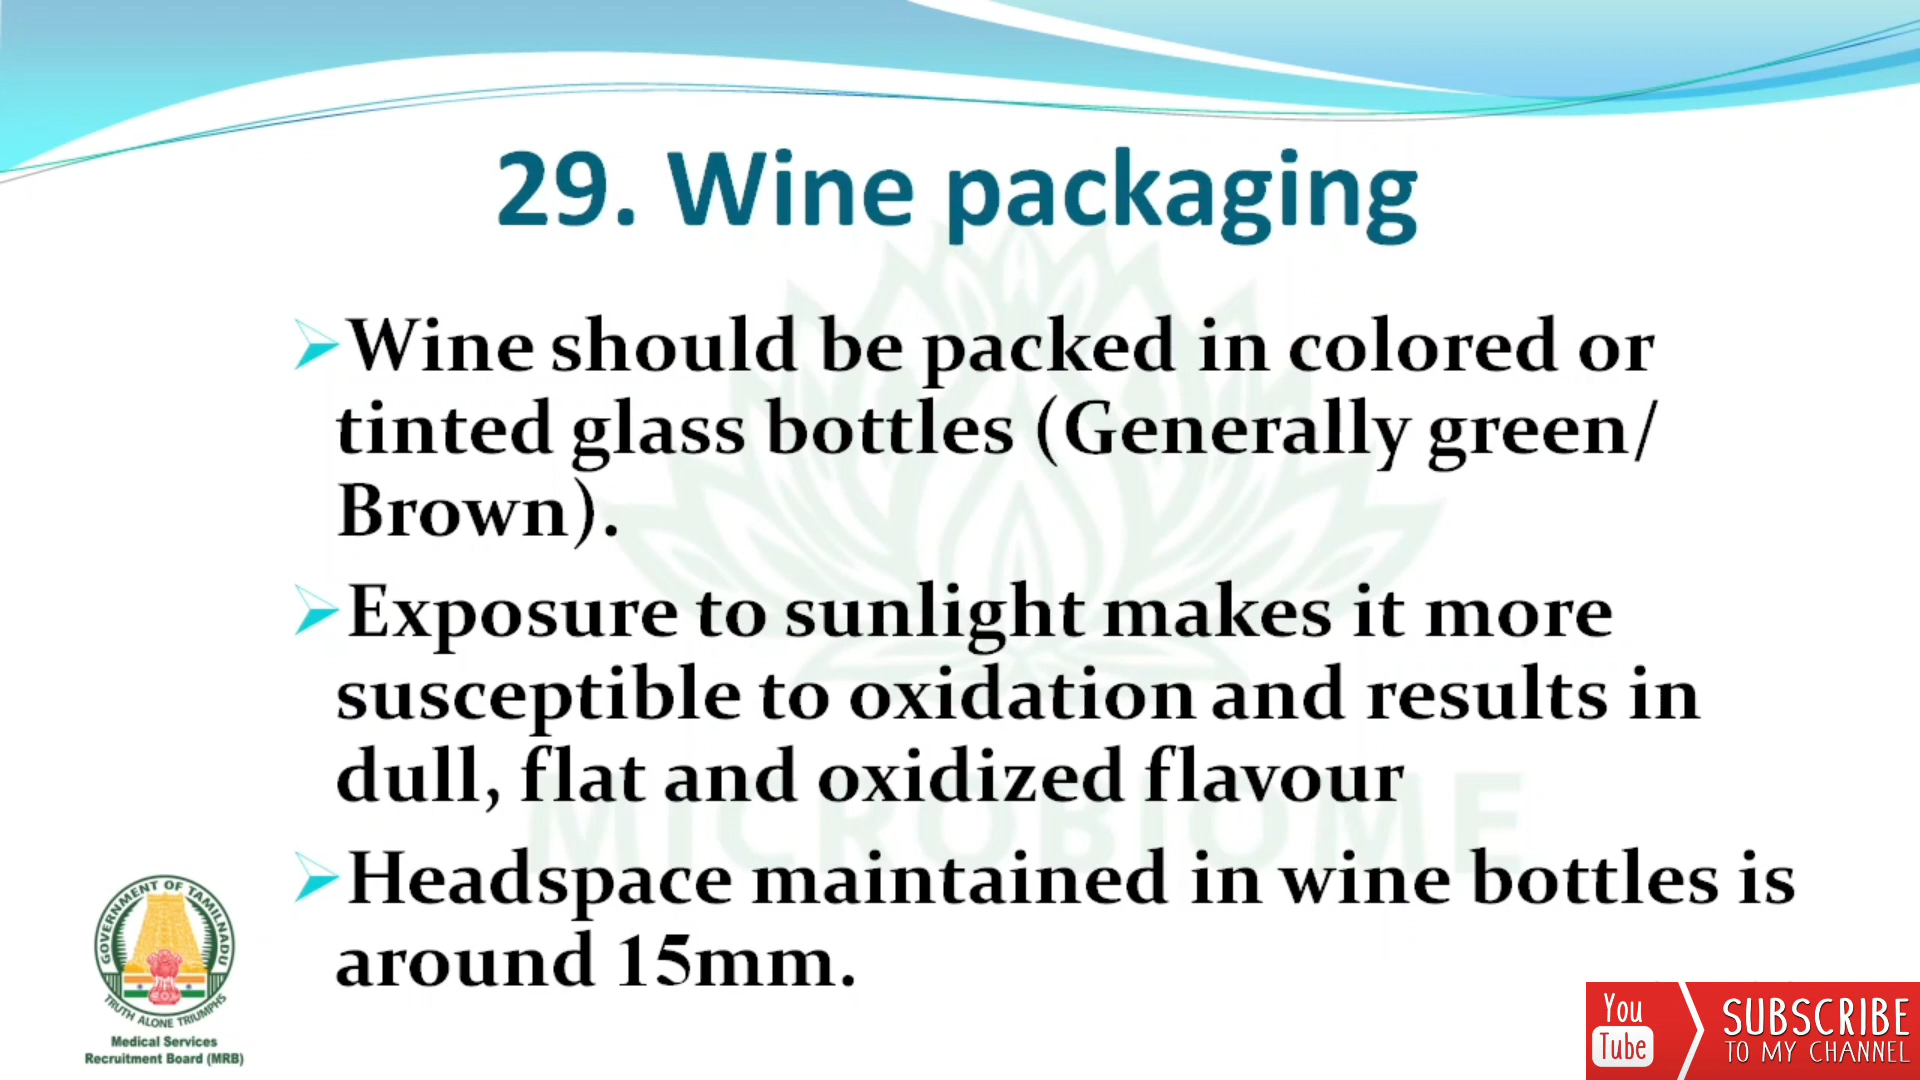 29. Wine packaging
Wine should be packed in colored or
tinted glass bottles (Generally green/
Brown).
Exposure to sunlight makes it more
susceptible to oxidation and results in
dull, flat and oxidized flavour
Headspace maintained in wine bottles is
around 15mm.
MICROBIOME
GOVERNMENT OF TAMILNADU
TRUTH ALONE TRIUMPHS
Medical Services
Recruitment Board (MRB)
You
Tube
SUBSCRIBE
TO MY CHANNEL